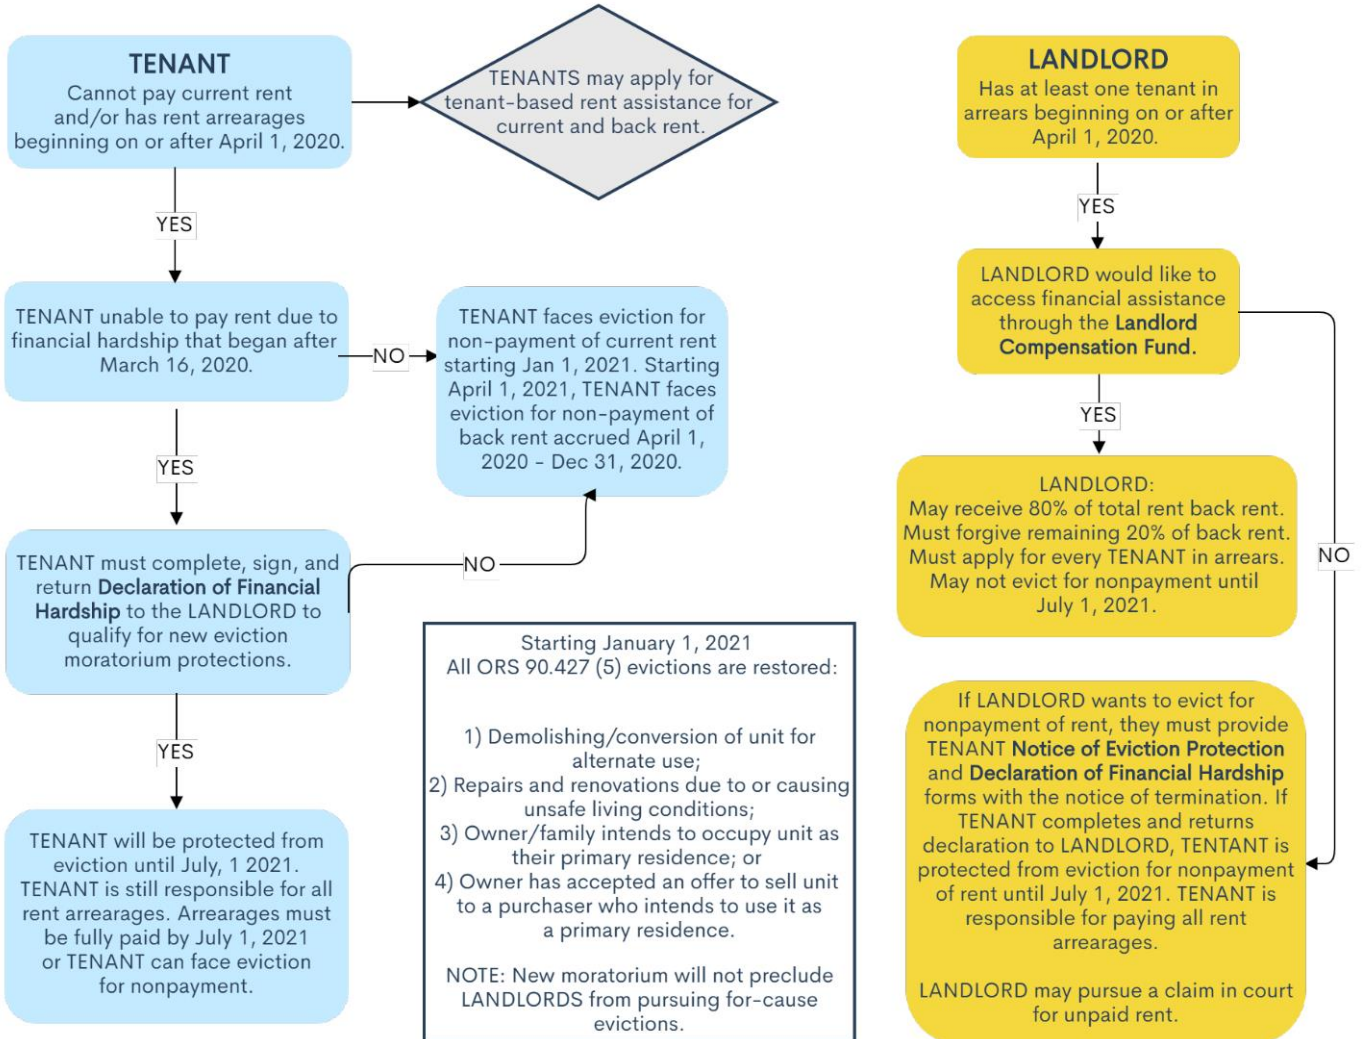 TENANT
Cannot pay current rent
and/or has rent arrearages
beginning on or after April 1, 2020.
TENANTS may apply for
tenant-based rent assistance for
current and back rent.
YES
TENANT unable to pay rent due to
financial hardship that began after
March 16, 2020.
NO
TENANT faces eviction for
non-payment of current rent
starting Jan 1, 2021. Starting
April 1, 2021, TENANT faces
eviction for non-payment of
back rent accrued April 1,
2020 - Dec 31, 2020.
YES
TENANT must complete, sign, and
return Declaration of Financial
Hardship to the LANDLORD to
qualify for new eviction
moratorium protections.
NO
YES
TENANT will be protected from
eviction until July, 1 2021.
TENANT is still responsible for all
rent arrearages. Arrearages must
be fully paid by July 1, 2021
or TENANT can face eviction
for nonpayment.
Starting January 1, 2021
All ORS 90.427 (5) evictions are restored:
1) Demolishing/conversion of unit for
alternate use;
2) Repairs and renovations due to or causing
unsafe living conditions;
3) Owner/family intends to occupy unit as
their primary residence; or
4) Owner has accepted an offer to sell unit
to a purchaser who intends to use it as
a primary residence.
NOTE: New moratorium will not preclude
LANDLORDS from pursuing for-cause
evictions.
LANDLORD
Has at least one tenant in
arrears beginning on or after
April 1, 2020.
YES
LANDLORD would like to
access financial assistance
through the Landlord
Compensation Fund.
YES
LANDLORD:
May receive 80% of total rent back rent.
Must forgive remaining 20% of back rent.
Must apply for every TENANT in arrears.
May not evict for nonpayment until
July 1, 2021.
NO
If LANDLORD wants to evict for
nonpayment of rent, they must provide
TENANT Notice of Eviction Protection
and Declaration of Financial Hardship
forms with the notice of termination. If
TENANT completes and returns
declaration to LANDLORD, TENTANT is
protected from eviction for nonpayment
of rent until July 1, 2021. TENANT is
responsible for paying all rent
arrearages.
LANDLORD may pursue a claim in court
for unpaid rent.